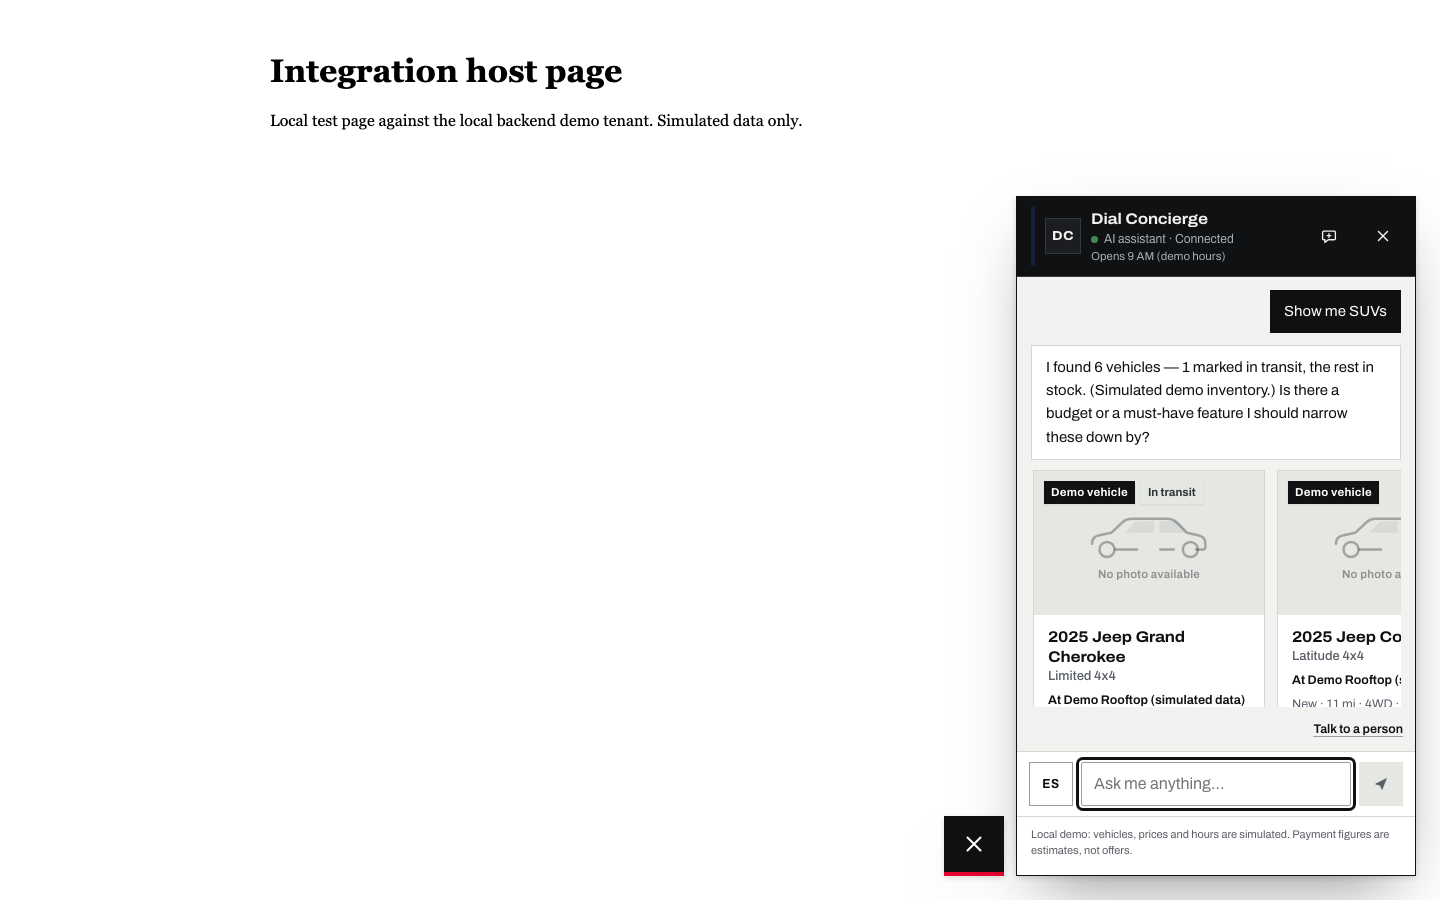 Integration host page
Local test page against the local backend demo tenant. Simulated data only.
DC
Dial Concierge
AI assistant · Connected
Opens 9 AM (demo hours)
Show me SUVs
I found 6 vehicles — 1 marked in transit, the rest in
stock. (Simulated demo inventory.) Is there a
budget or a must-have feature I should narrow
these down by?
Demo vehicle
In transit
No photo available
2025 Jeep Grand
Cherokee
Limited 4x4
At Demo Rooftop (simulated data)
Demo vehicle
No photo a
2025 Jeep Co
Latitude 4x4
At Demo Rooftop (s
New · 11 mi · 4WD ·
Talk to a person
ES
Ask me anything...
Local demo: vehicles, prices and hours are simulated. Payment figures are
estimates, not offers.